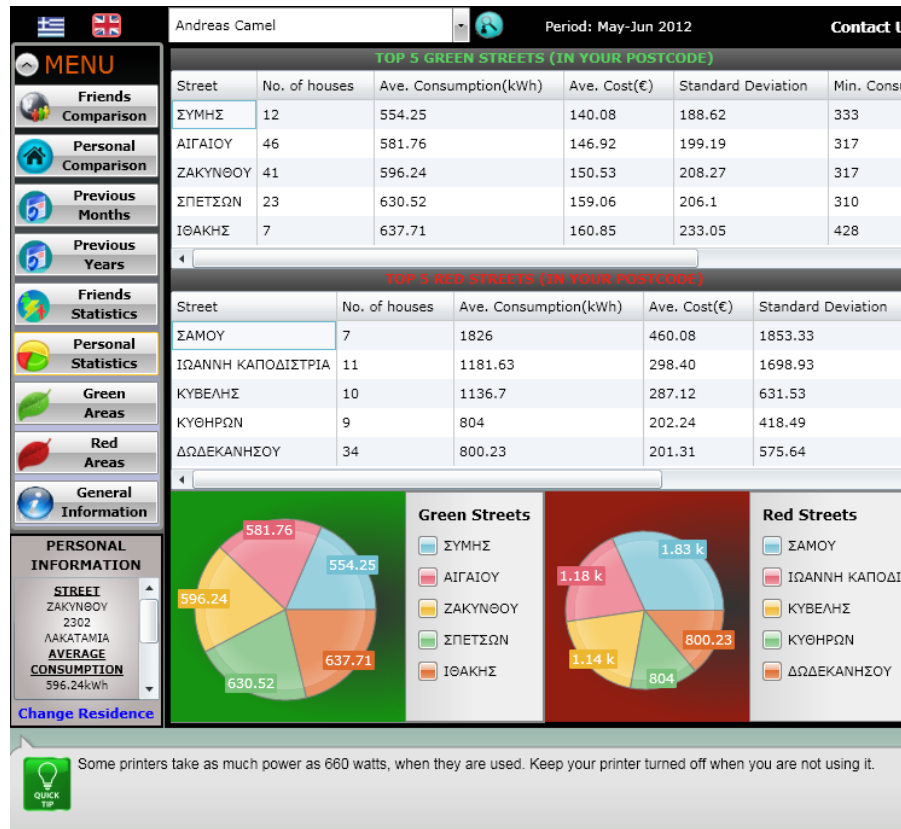 Andreas Camel
Period: May-Jun 2012
Contact U
MENU
Friends
Comparison
Personal
Comparison
Previous
Months
Previous
Years
Friends
Statistics
Personal
Statistics
Green
Areas
Red
Areas
General
Information
TOP 5 GREEN STREETS (IN YOUR POSTCODE)
Street No. of houses Ave. Consumption(kWh) Ave. Cost(€) Standard Deviation Min. Consu
ΣΥΜΗΣ 12 554.25 140.08 188.62 333
ΑΙΓΑΙΟΥ 46 581.76 146.92 199.19 317
ΖΑΚΥΝΘΟΥ 41 596.24 150.53 208.27 317
ΣΠΕΤΣΩΝ 23 630.52 159.06 206.1 310
ΙΘΑΚΗΣ 7 637.71 160.85 233.05 428
TOP 5 RED STREETS (IN YOUR POSTCODE)
Street No. of houses Ave. Consumption(kWh) Ave. Cost(€) Standard Deviation
ΣΑΜΟΥ 7 1826 460.08 1853.33
ΙΩΑΝΝΗ ΚΑΠΟΔΙΣΤΡΙΑ 11 1181.63 298.40 1698.93
ΚΥΒΕΛΗΣ 10 1136.7 287.12 631.53
ΚΥΘΗΡΩΝ 9 804 202.24 418.49
ΔΩΔΕΚΑΝΗΣΟΥ 34 800.23 201.31 575.64
581.76
554.25
596.24
637.71
630.52
Green Streets
ΣΥΜΗΣ
ΑΙΓΑΙΟΥ
ΖΑΚΥΝΘΟΥ
ΣΠΕΤΣΩΝ
ΙΘΑΚΗΣ
1.83 k
1.18 k
800.23
1.14 k
804
Red Streets
ΣΑΜΟΥ
ΙΩΑΝΝΗ ΚΑΠΟΔΙ
ΚΥΒΕΛΗΣ
ΚΥΘΗΡΩΝ
ΔΩΔΕΚΑΝΗΣΟΥ
PERSONAL
INFORMATION
STREET
ΖΑΚΥΝΘΟΥ
2302
ΛΑΚΑΤΑΜΙΑ
AVERAGE
CONSUMPTION
596.24kWh
Change Residence
Some printers take as much power as 660 watts, when they are used. Keep your printer turned off when you are not using it.
QUICK
TIP